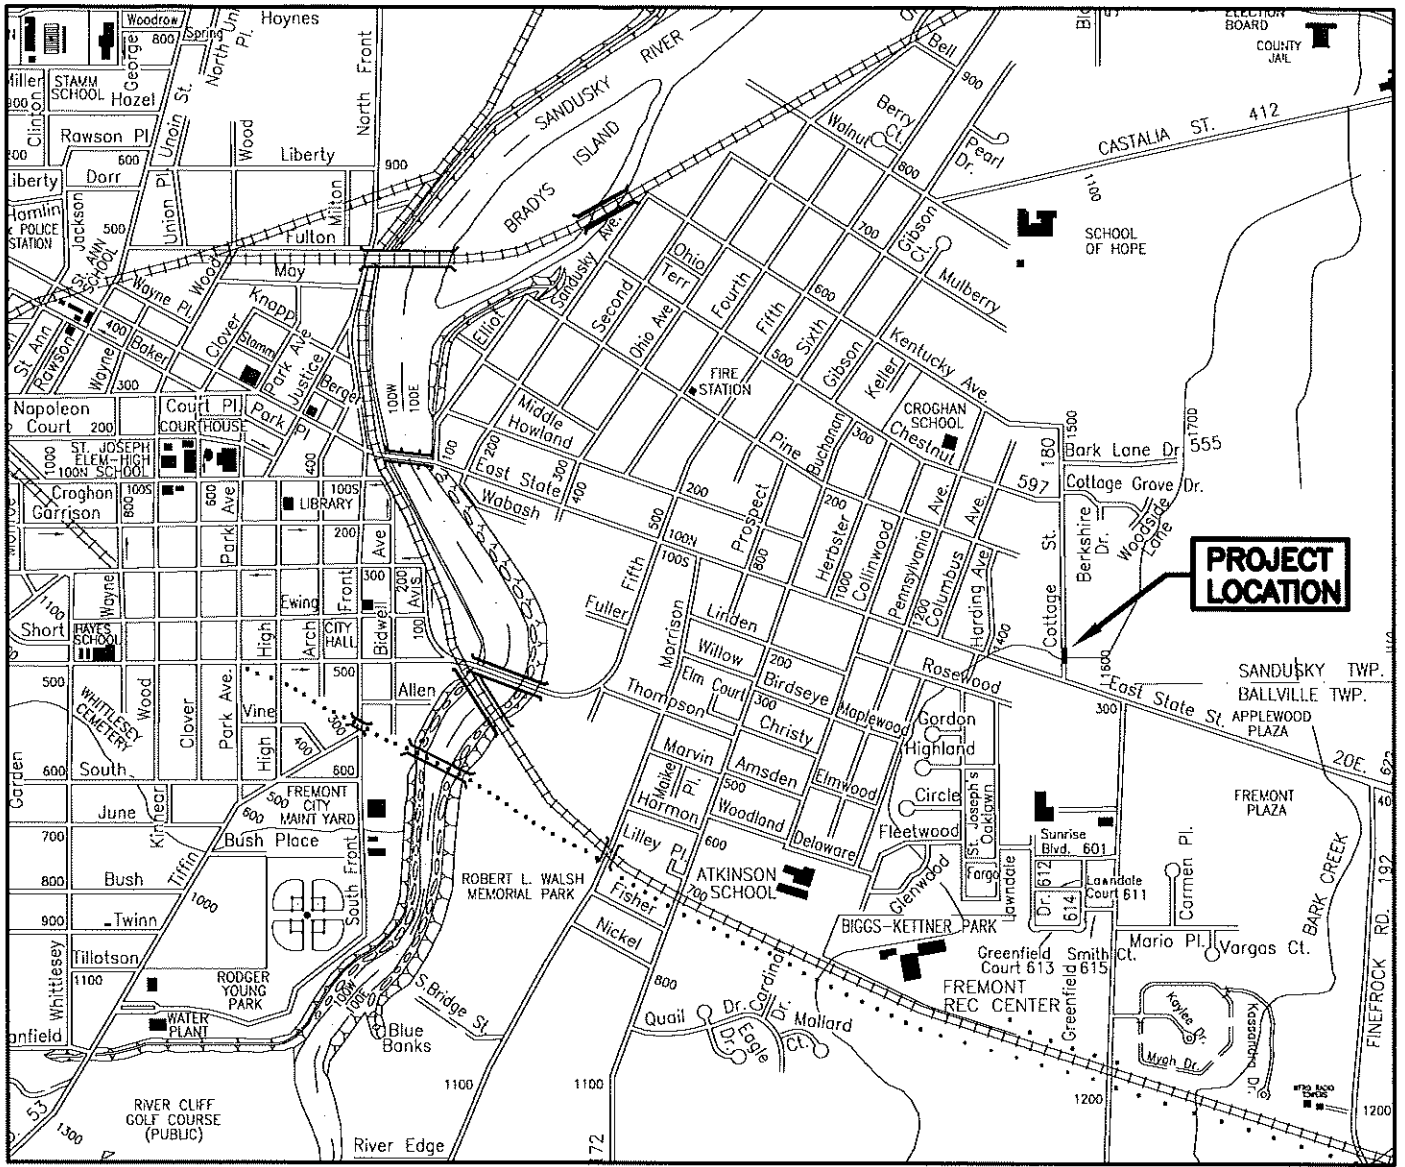 Woodrow
800
Hoynes
George
Spring
North Uni
Pl.
Miller
800
STAMM
SCHOOL
Hazel
Clinton
Rawson Pl.
600
Unoin St.
Wood
North Front
Liberty
900
200
Liberty
Dorr
Hamlin
POLICE
STATION
Jackson
500
Union Pl.
Milton
Fulton
May
ST. ANN
SCHOOL
Wayne Pl.
Wood
Knapp
Clover
Stamm
Park Ave
Justice
Berger
St Ann
Rawson
400
Wayne
Baker
300
Napoleon
Court 200
Court Pl.
COURTHOUSE
Park Pl
ST. JOSEPH
ELEM-HIGH
100N SCHOOL
1000
400
100S
100S
Croghan
Garrison
800
600
Park Ave
LIBRARY
200
Ave
300
200
Avis.
1100
Short
Wayne
HAYES
SCHOOL
Ewing
Front
High
Arch
CITY
HALL
Bidwell
100
500
500
Allen
WHITTLESEY
CEMETERY
Wood
Clover
Park Ave.
Vine
300
High
400
Garden
600
South
600
June
Kinnear
500
600
FREMONT
CITY
MAINT YARD
700
Bush Place
Tiffin
South Front
800
Bush
1000
900
Twinn
Whittlesey
Tillotson
1100
RODGER
YOUNG
PARK
WATER
PLANT
anfield
53
1300
RIVER CLIFF
GOLF COURSE
(PUBLIC)
100W
100E
S.Bridge St.
Blue
Banks
River Edge
1100
1100
72
SANDUSKY RIVER
BRADYS ISLAND
100W
100E
Elliot
Sandusky Ave.
Second
Ohio
Terr
Ohio Ave
Fourth
Fifth
Sixth
600
500
Gibson
Keller
Kentucky Ave
Mulberry
Gibson
Ct.
700
800
Walnut
Berry
Ct.
Bell
900
Pearl
Dr.
CASTALIA ST. 412
1100
ELECTION
BOARD
COUNTY
JAIL
SCHOOL
OF HOPE
FIRE
STATION
CROGHAN
SCHOOL
Chestnut
300
Buchanan
Pine
Middle
Howland
100
200
East State
300
400
Wabash
200
500
100N
100S
Prospect
800
200
Herbster
1000
Collinwood
Pennsylvania Ave.
1200
Columbus Ave.
Harding Ave
1400
597
180
1500
Bark Lane Dr 555
1700
Cottage Grove Dr.
Cottage St.
Berkshire
Dr.
Woodside
Lane
PROJECT
LOCATION
Fifth
Fuller
Morrison
Linden
Willow
200
Elm Court
Birdseye
300
Thompson
Christy
Maplewood
Rosewood
1600
East State St.
300
SANDUSKY TWP.
BALLVILLE TWP.
APPLEWOOD
PLAZA
20E.
Marvin
Amsden
Elmwood
Maike
Pl.
500
Harmon
Woodland
Delaware
Lilley Pl.
600
700
ATKINSON
SCHOOL
ROBERT L. WALSH
MEMORIAL PARK
Fisher
Nickel
800
Gordon
Highland
Circle
Fleetwood
St. Joseph's
Oaklawn
Fargo
Glenwood
BIGGS-KETTNER PARK
Lawndale
Sunrise
Blvd. 601
Dr. 612
614
Lawndale
Court 611
Greenfield
Court 613
Smith Ct.
615
Greenfield
FREMONT
REC CENTER
FREMONT
PLAZA
Carmen Pl.
Mario Pl.
Vargas Ct.
BARK CREEK
FINEFROCK RD. 192
Kaylee Dr.
Myah Dr.
Kassandra Dr.
Quail Dr.
Cardinal
Dr.
Eagle
Dr
Mallard
Ct.
1200
1200